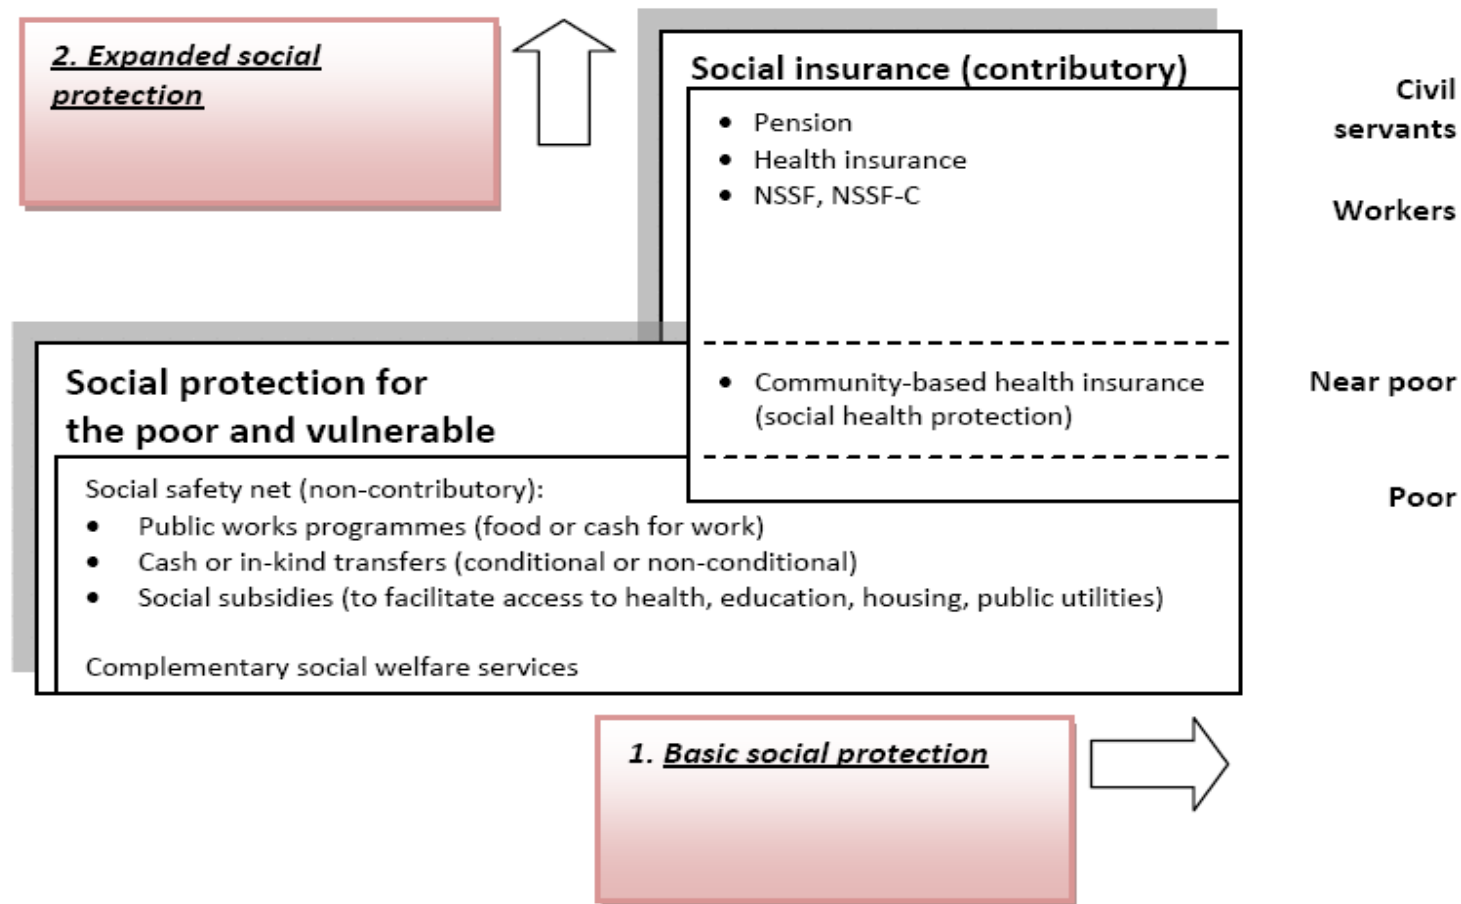 2. Expanded social
protection
Social insurance (contributory)
• Pension
• Health insurance
• NSSF, NSSF-C
• Community-based health insurance
(social health protection)
Civil
servants
Workers
Near poor
Poor
Social protection for
the poor and vulnerable
Social safety net (non-contributory):
• Public works programmes (food or cash for work)
• Cash or in-kind transfers (conditional or non-conditional)
• Social subsidies (to facilitate access to health, education, housing, public utilities)
Complementary social welfare services
1. Basic social protection